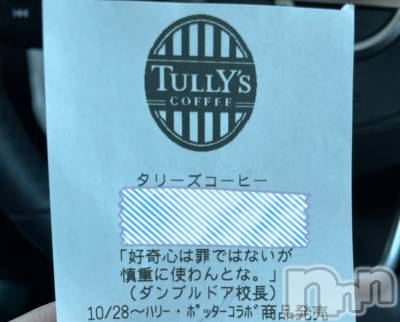 TULLY'S
COFFEE
タリーズコーヒー
「好奇心は罪ではないが
慎重に使わんとな。」
(ダンブルドア校長)
10/28~ハリー・ポッターコラボ商品発売
nnn